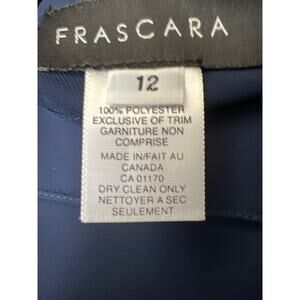 FRASCARA
12
100% POLYESTER
EXCLUSIVE OF TRIM
GARNITURE NON
COMPRISE
MADE IN/FAIT AU
CANADA
CA 01170
DRY CLEAN ONLY
NETTOYER A SEC
SEULEMENT